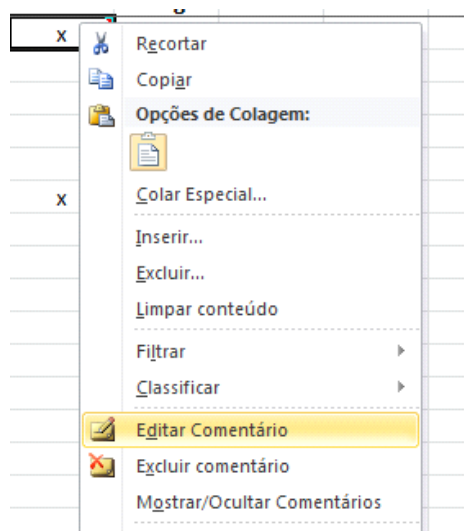 x
Recortar
Copiar
Opções de Colagem:
Colar Especial...
x
Inserir...
Excluir...
Limpar conteúdo
Filtrar
Classificar
Editar Comentário
Excluir comentário
Mostrar/Ocultar Comentários